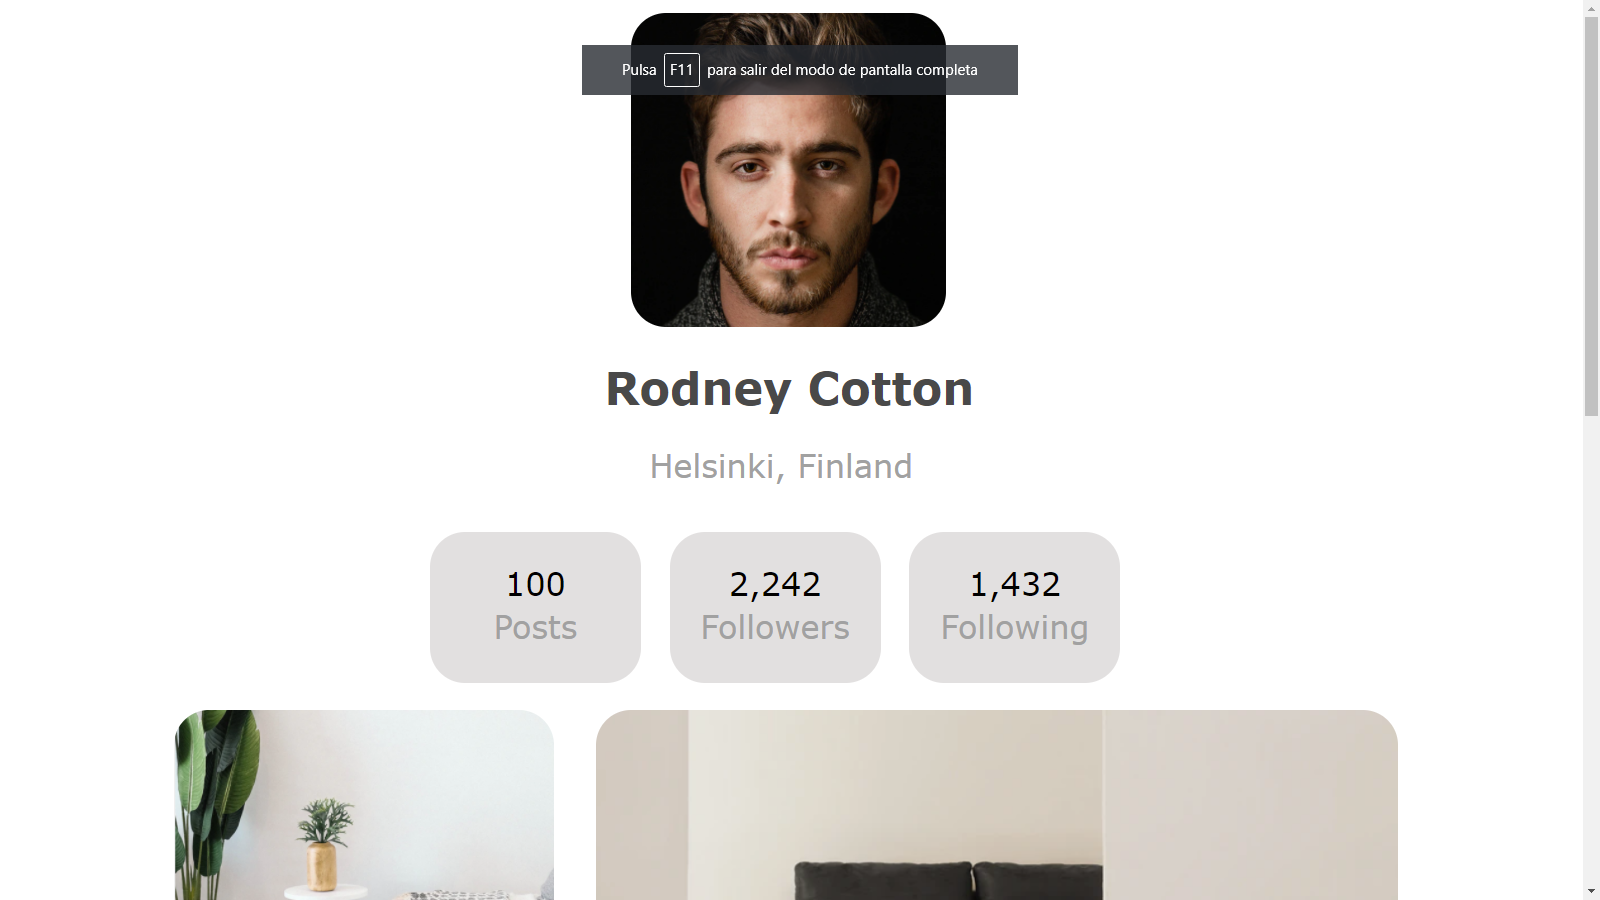 Pulsa F11 para salir del modo de pantalla completa
Rodney Cotton
Helsinki, Finland
100
Posts
2,242
Followers
1,432
Following